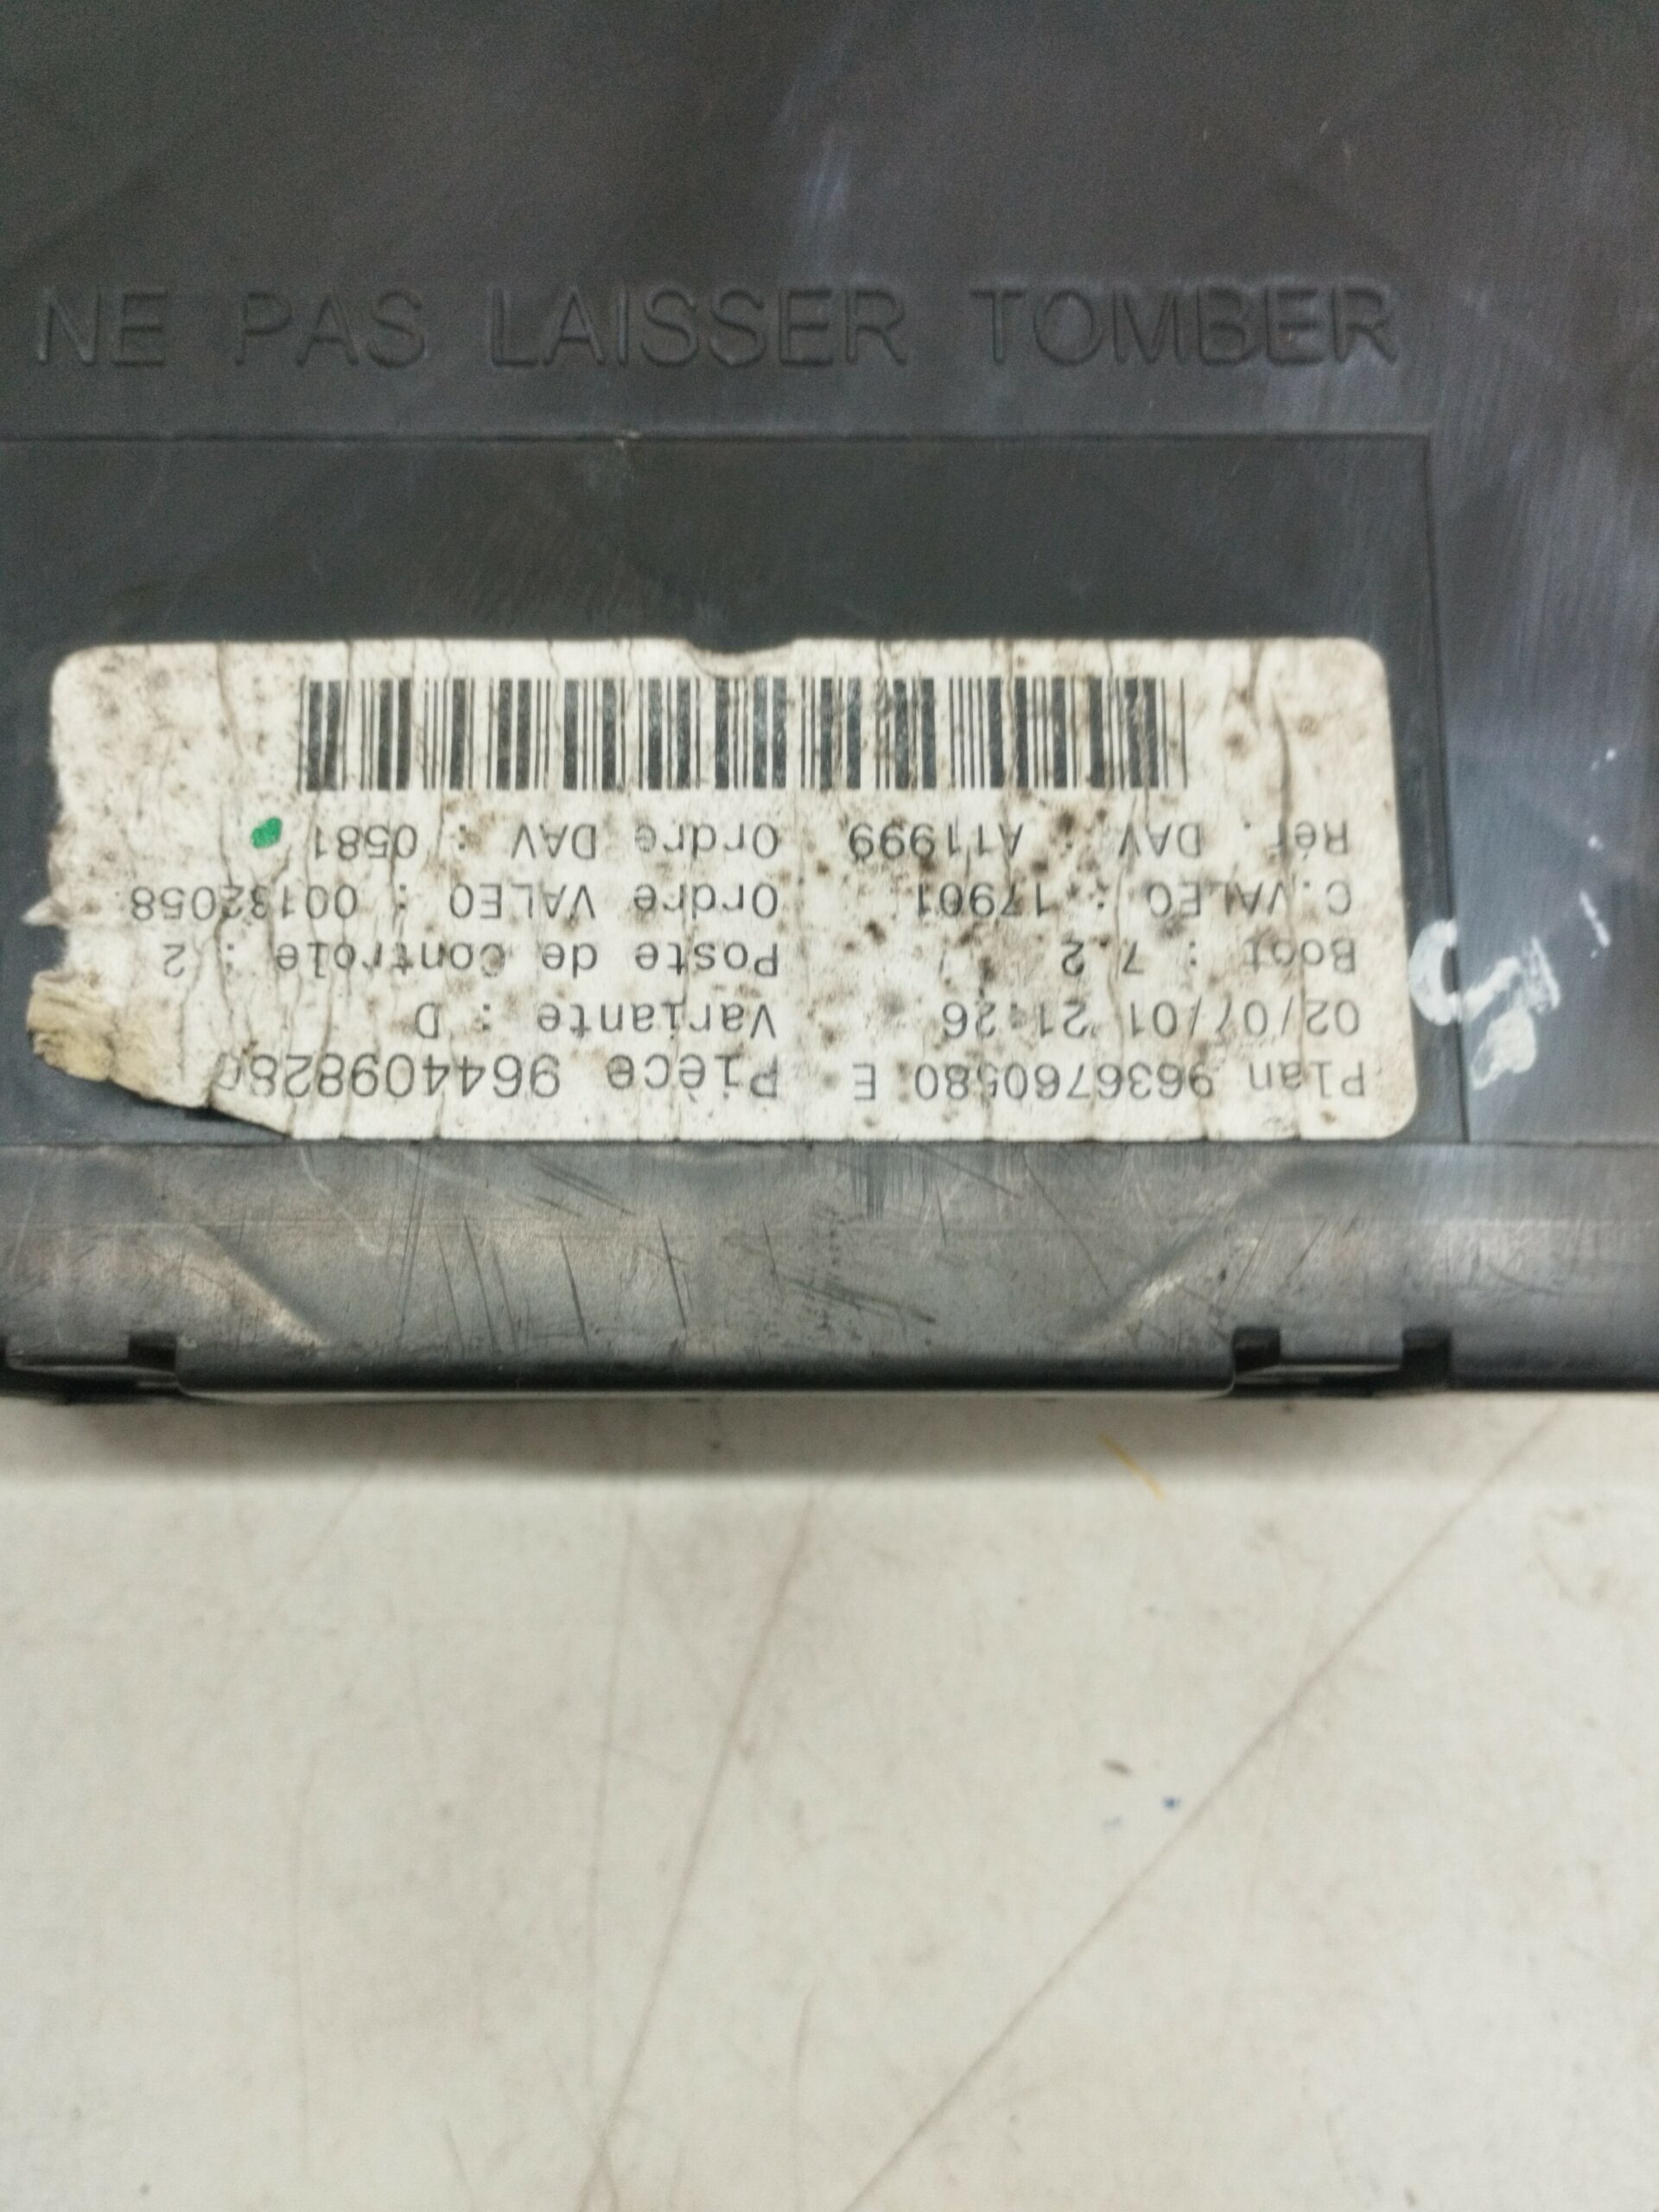 NE PAS LAISSER TOMBER
Plan 9636760580 E Pièce 964409828
02/07/01 21:26 Variante : D
Boot : 7.2 Poste de Controle : 2
C.VALEO : 17901 Ordre VALEO : 00132058
Réf. DAV : A11999 Ordre DAV : 0581